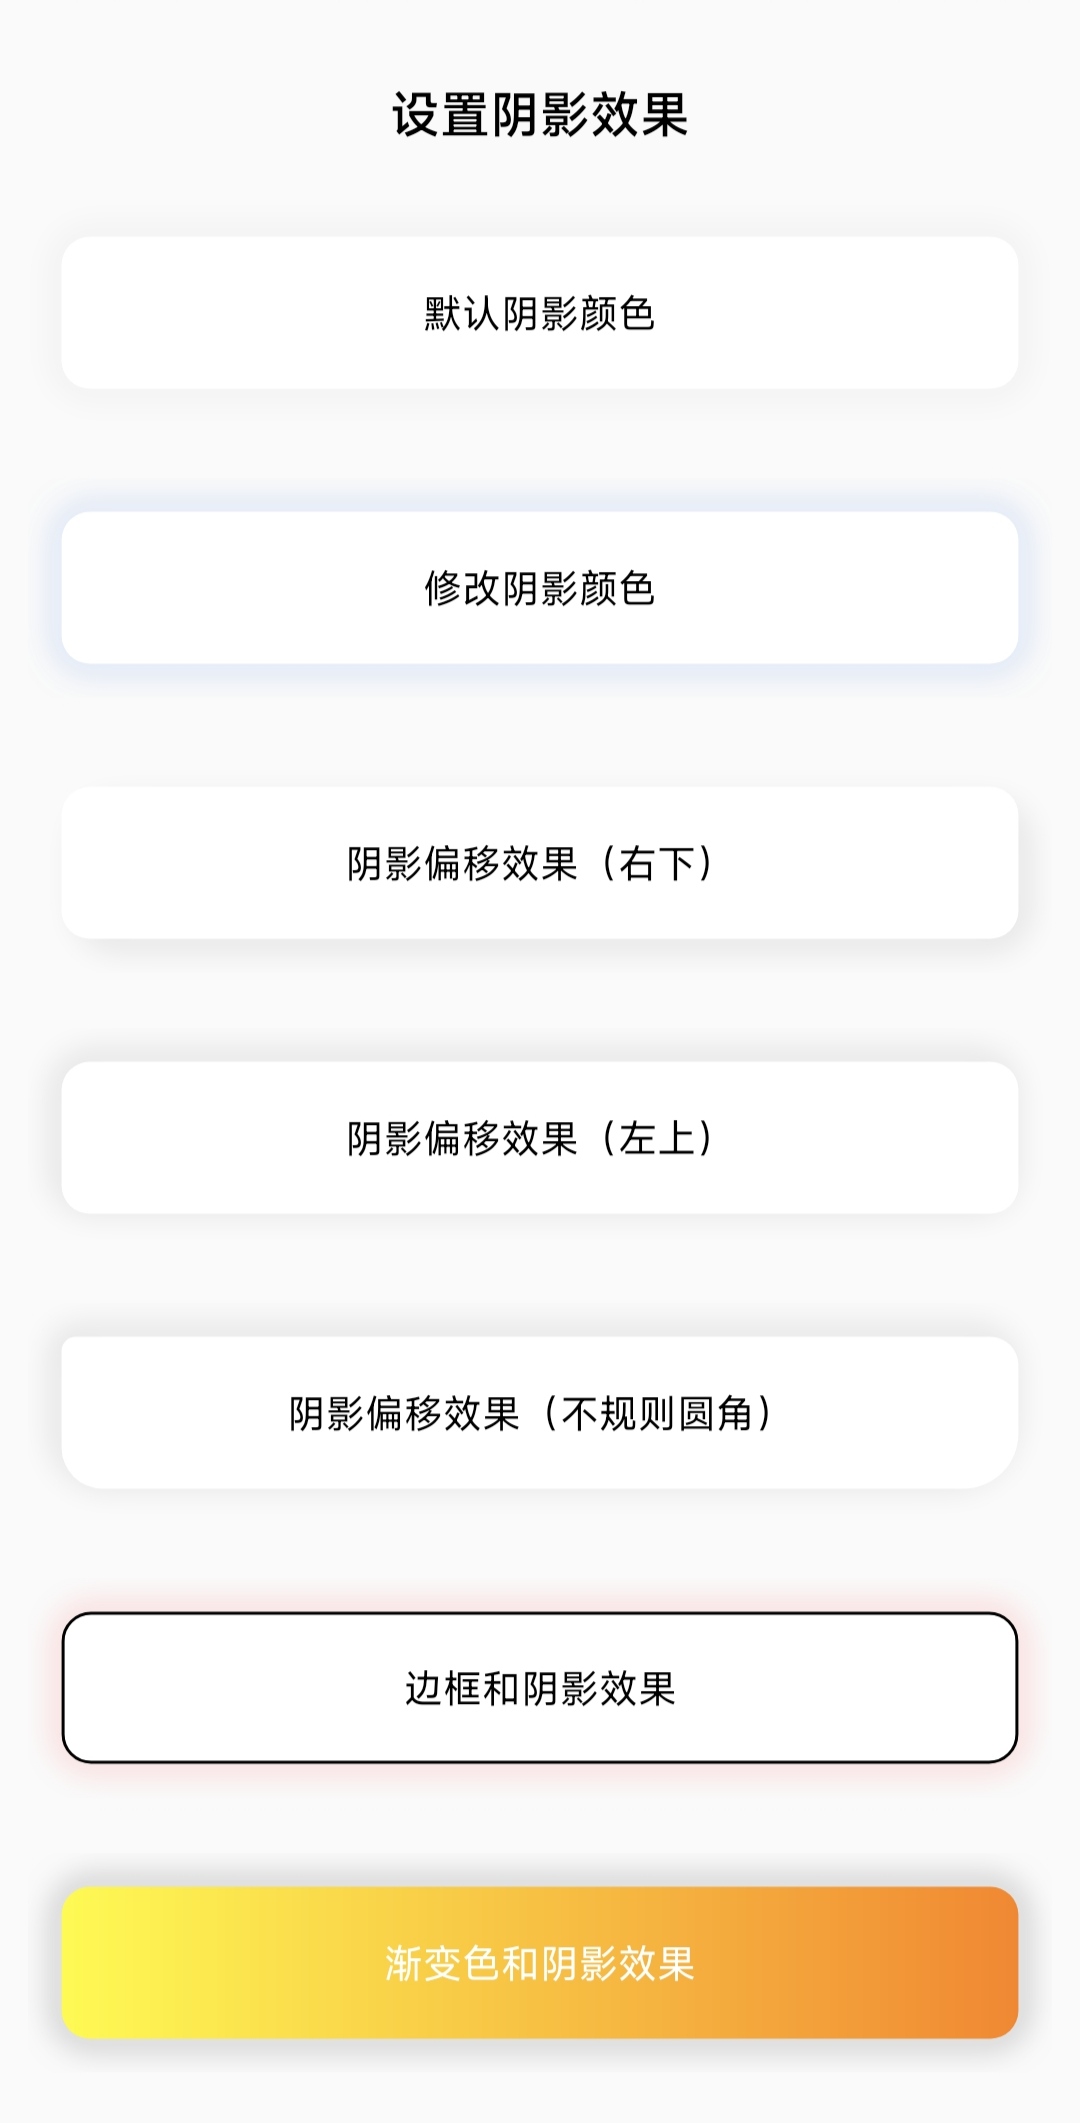 设置阴影效果
默认阴影颜色
修改阴影颜色
阴影偏移效果（右下）
阴影偏移效果（左上）
阴影偏移效果（不规则圆角）
边框和阴影效果
渐变色和阴影效果